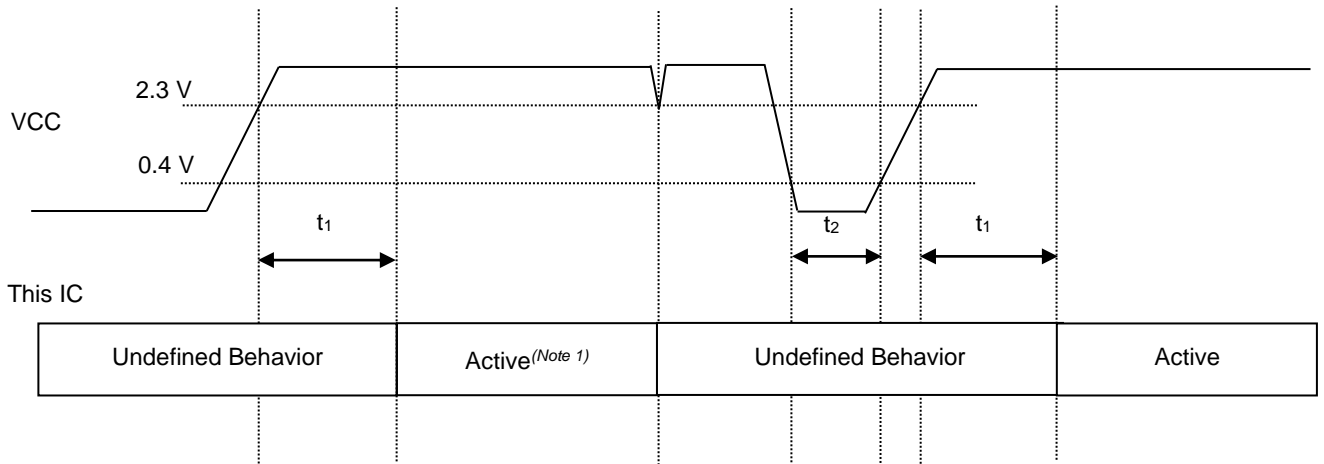 2.3 V
VCC
0.4 V
t1
t2
t1
This IC
Undefined Behavior
Active(Note 1)
Undefined Behavior
Active